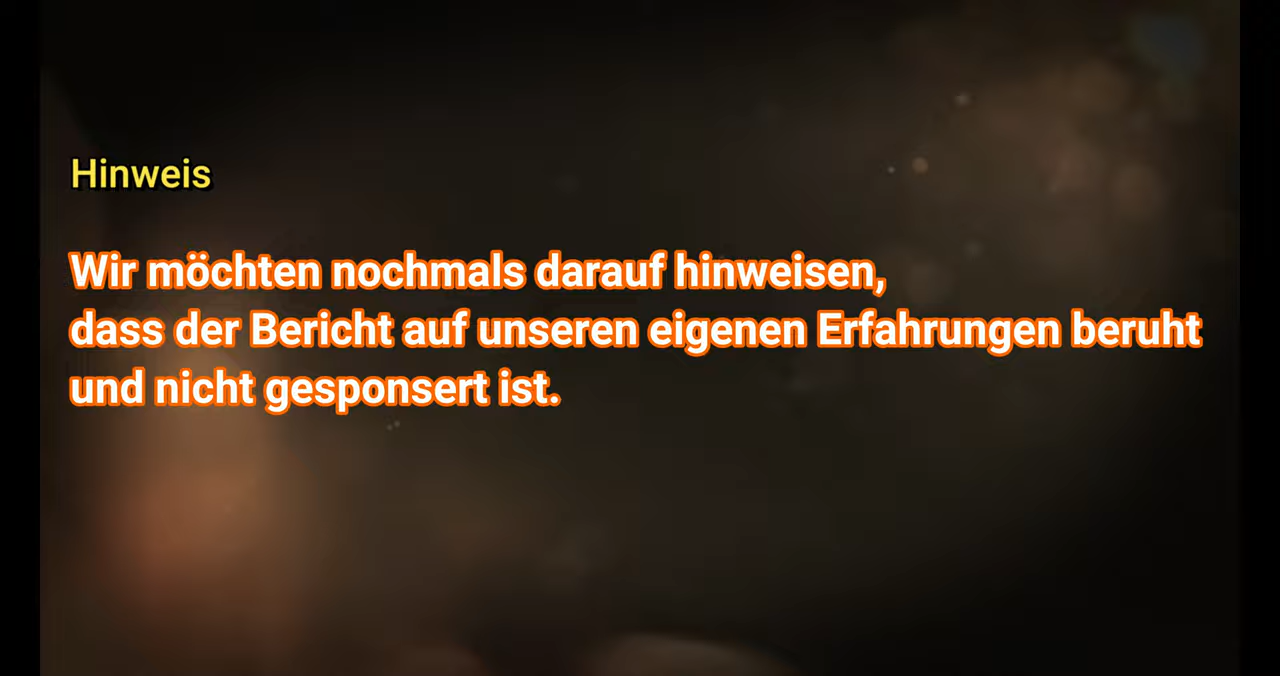 Hinweis
Wir möchten nochmals darauf hinweisen,
dass der Bericht auf unseren eigenen Erfahrungen beruht
und nicht gesponsert ist.